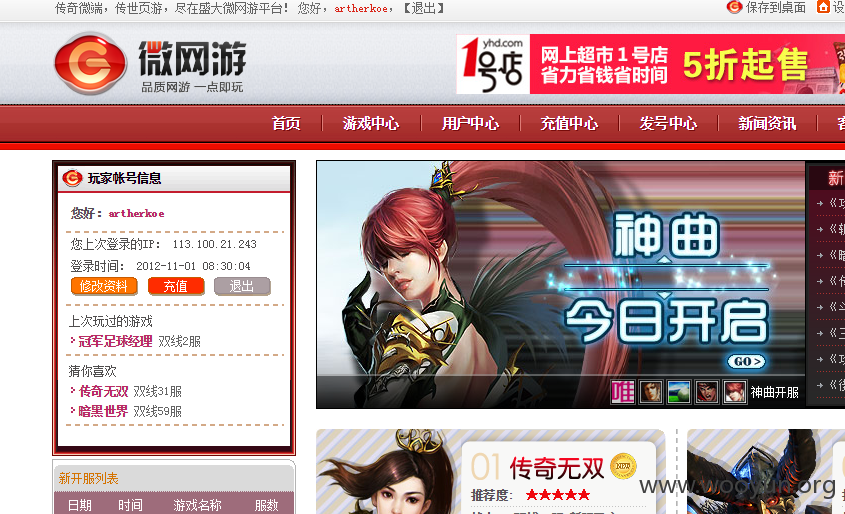 传奇微端，传世页游，尽在盛大微网游平台! 您好，artherkoe，【退出】
保存到桌面 设
微网游
品质网游 一点即玩
yhd.com
1号店
网上超市1号店
省力省钱省时间
5折起售
首页 游戏中心 用户中心 充值中心 发号中心 新闻资讯 客
玩家帐号信息
您好：artherkoe
您上次登录的IP： 113.100.21.243
登录时间： 2012-11-01 08:30:04
修改资料 充值 退出
上次玩过的游戏
冠军足球经理 双线2服
猜你喜欢
传奇无双 双线31服
暗黑世界 双线59服
新开服列表
日期 时间 游戏名称 服数
神曲
今日开启
GO >
唯
神曲开服
新
01 传奇无双 NEW
推荐度： ★★★★★
www.wooyun.org